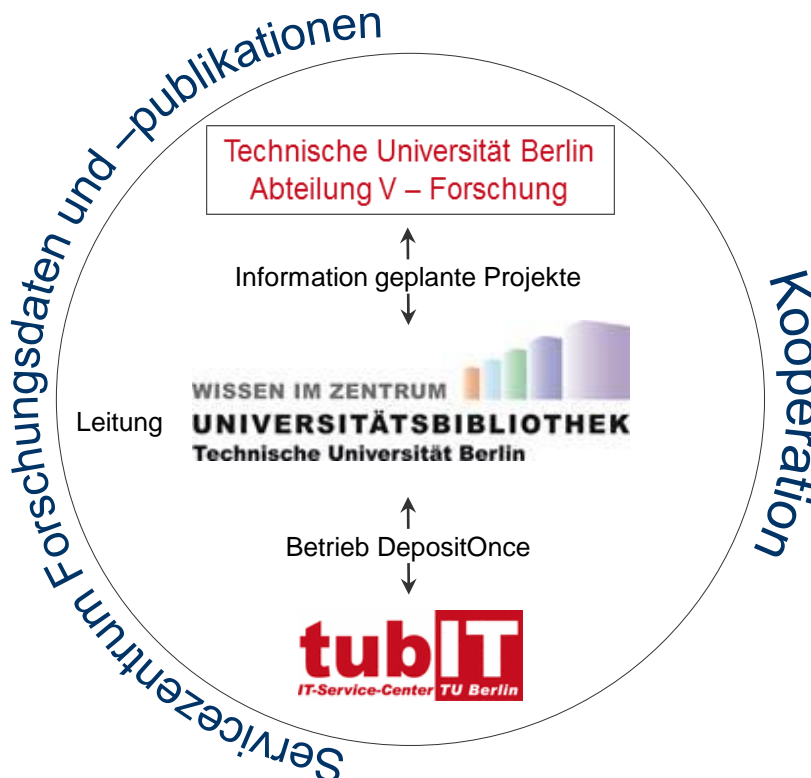 Servicezentrum Forschungsdaten und –publikationen
Technische Universität Berlin
Abteilung V – Forschung
Information geplante Projekte
Leitung
WISSEN IM ZENTRUM
UNIVERSITÄTSBIBLIOTHEK
Technische Universität Berlin
Betrieb DepositOnce
tubIT
IT-Service-Center TU Berlin
Kooperation